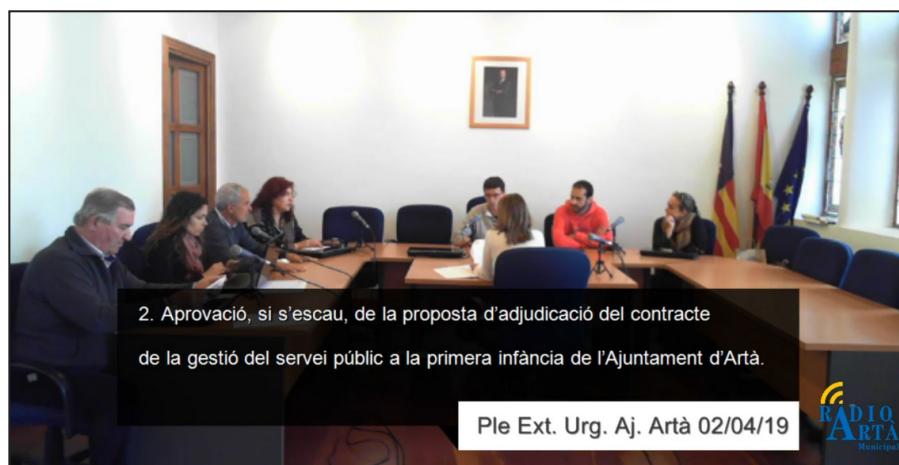 2. Aprovació, si s’escau, de la proposta d’adjudicació del contracte
de la gestió del servei públic a la primera infància de l’Ajuntament d’Artà.
Ple Ext. Urg. Aj. Artà 02/04/19
RÀDIO
ARTÀ
Municipal